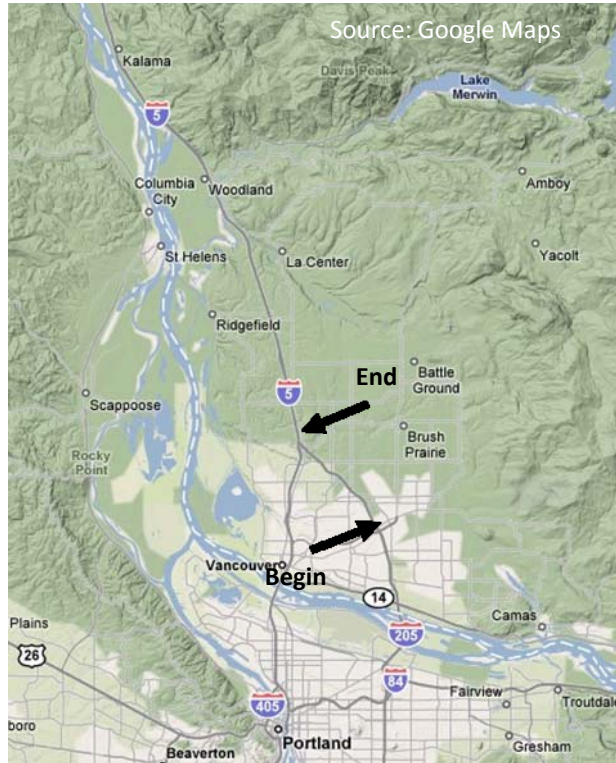 Source: Google Maps
Kalama
Davis Peak
Lake
Merwin
5
Columbia
City
Woodland
Amboy
St Helens
La Center
Yacolt
Ridgefield
Battle
Ground
End
5
Scappoose
Brush
Prairie
Rocky
Point
Vancouver
Begin
14
Camas
Plains
205
26
84
Fairview
Troutdale
405
boro
Portland
Beaverton
Gresham